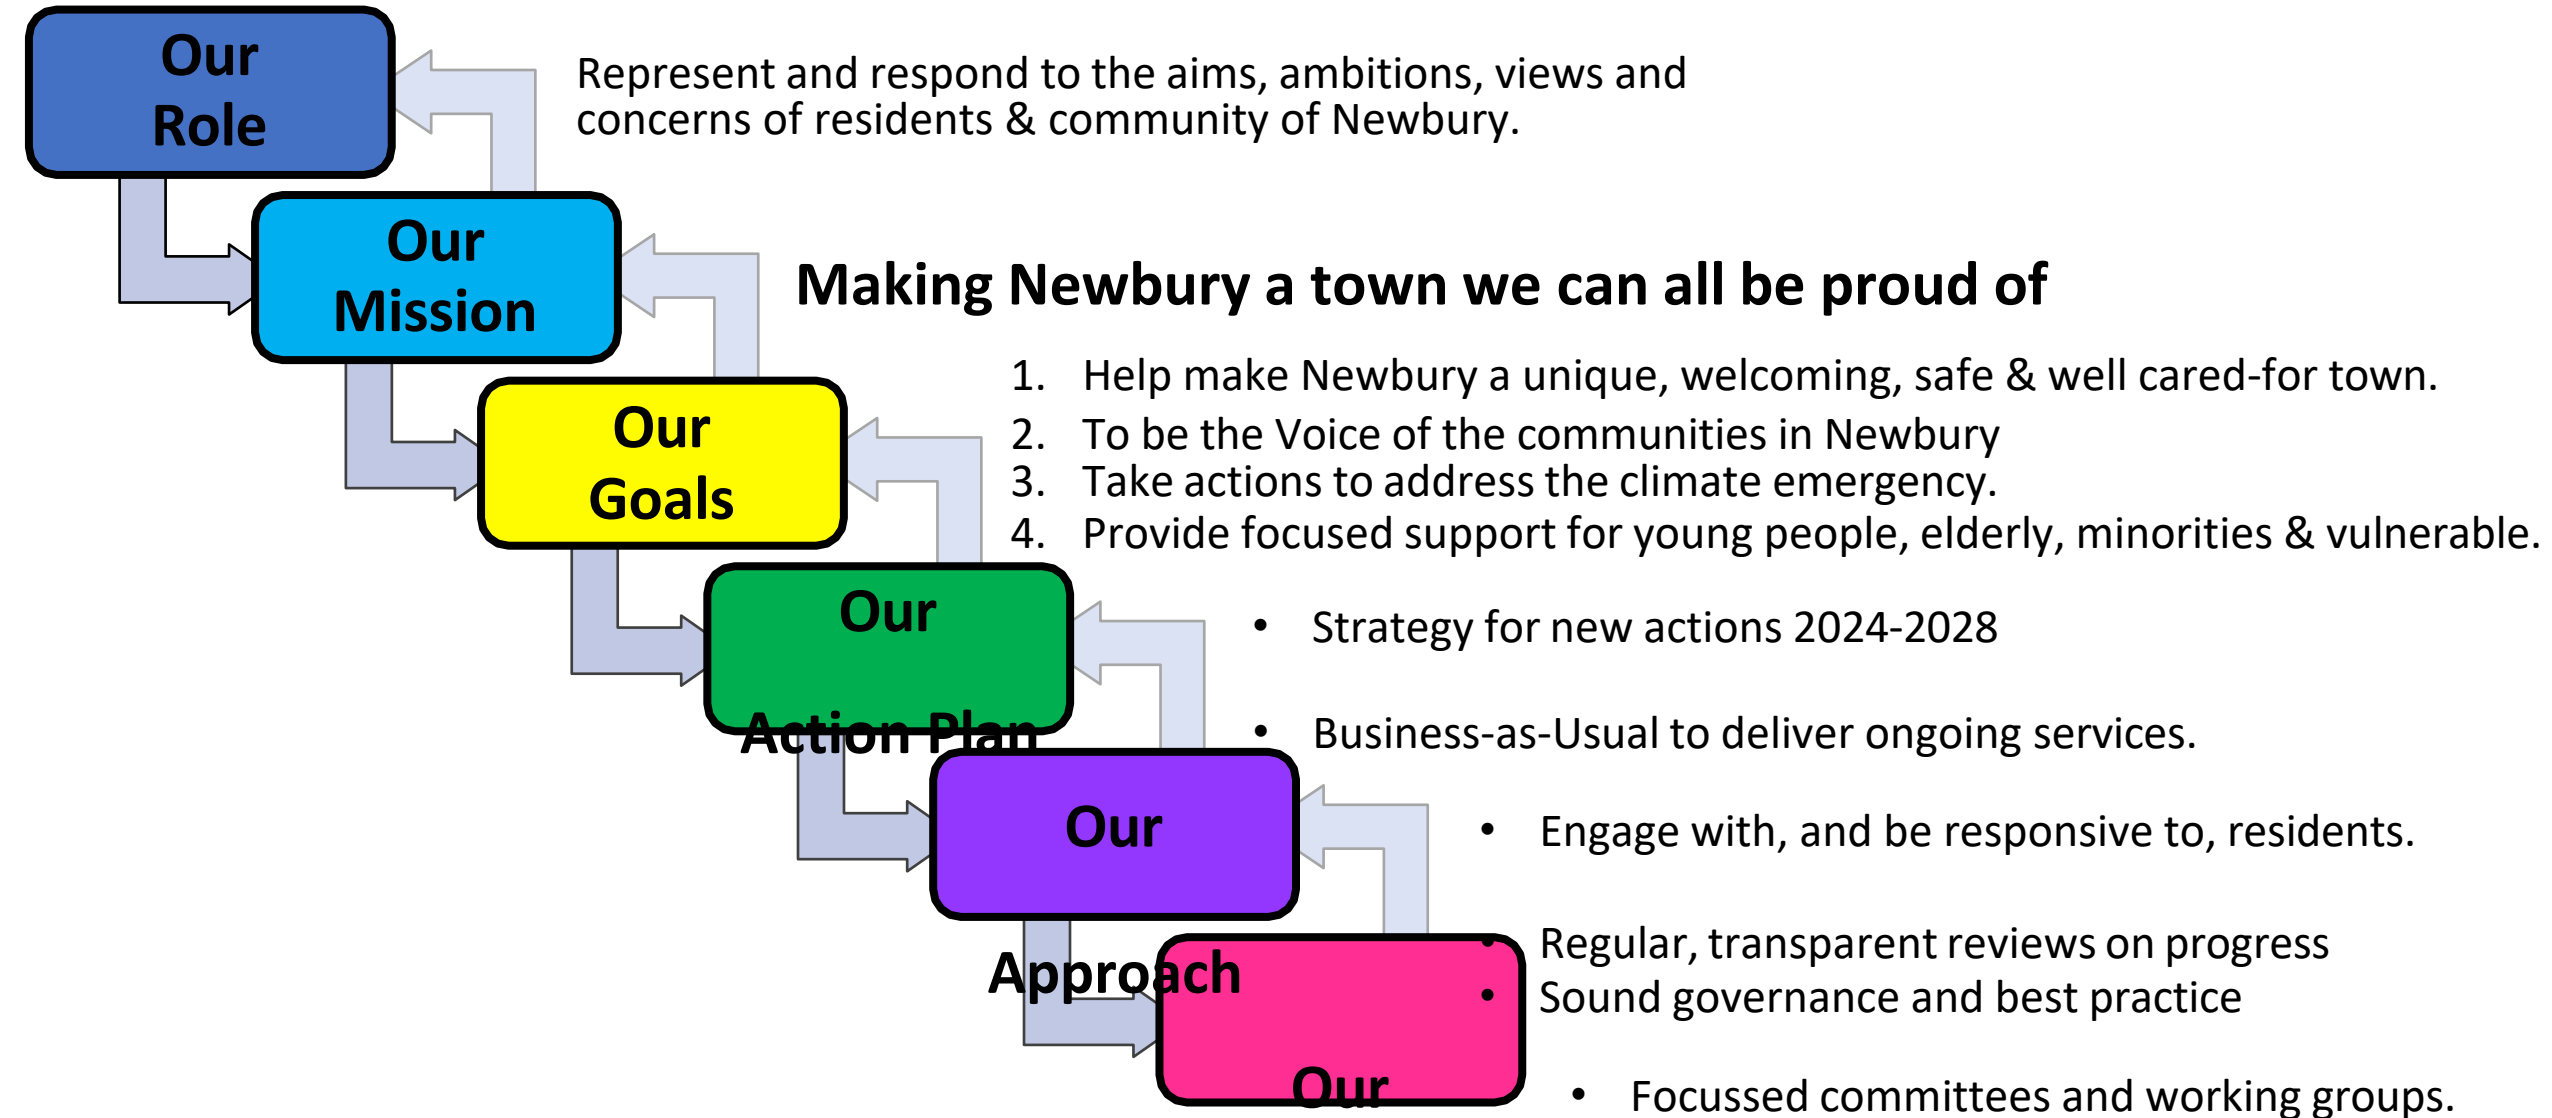 Our
Role
Represent and respond to the aims, ambitions, views and
concerns of residents & community of Newbury.
Our
Mission
Making Newbury a town we can all be proud of
Our
Goals
1. Help make Newbury a unique, welcoming, safe & well cared-for town.
2. To be the Voice of the communities in Newbury
3. Take actions to address the climate emergency.
4. Provide focused support for young people, elderly, minorities & vulnerable.
Our
Action Plan
• Strategy for new actions 2024-2028
• Business-as-Usual to deliver ongoing services.
Our
Approach
• Engage with, and be responsive to, residents.
• Regular, transparent reviews on progress
• Sound governance and best practice
Our
• Focussed committees and working groups.